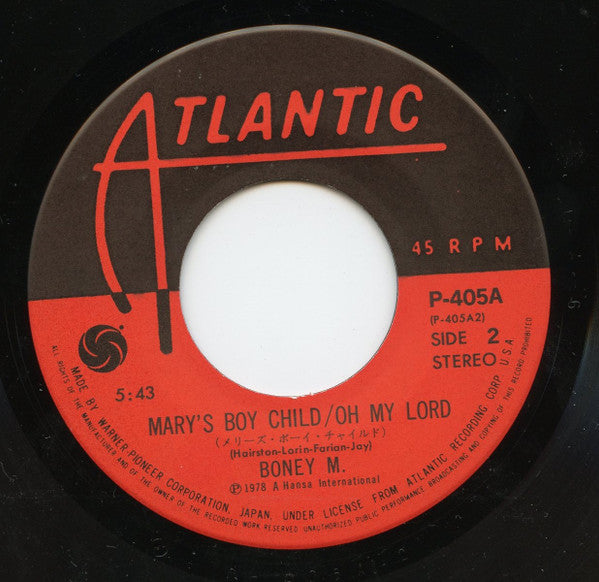 ATLANTIC
45 RPM
P-405A
(P-405A2)
SIDE 2
STEREO
5:43
MARY'S BOY CHILD/OH MY LORD
(メリーズ・ボーイ・チャイルド)
(Hairston-Lorin-Farian-Jay)
BONEY M.
Ⓟ1978 A Hansa International
MADE BY WARNER-PIONEER CORPORATION, JAPAN, UNDER LICENSE FROM ATLANTIC RECORDING CORP. U.S.A.
ALL RIGHTS OF THE MANUFACTURER AND OF THE OWNER OF THE RECORDED WORK RESERVED. UNAUTHORIZED PUBLIC PERFORMANCE BROADCASTING AND COPYING OF THIS RECORD PROHIBITED